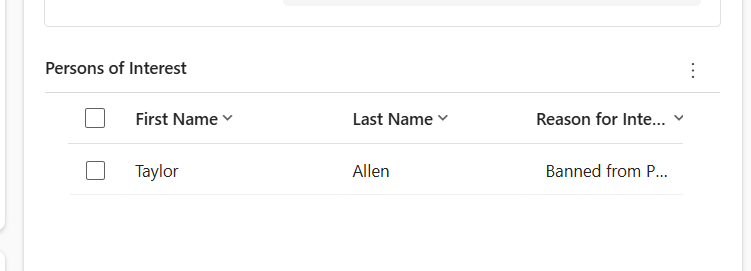 Persons of Interest
First Name Last Name Reason for Inte...
Taylor Allen Banned from P...